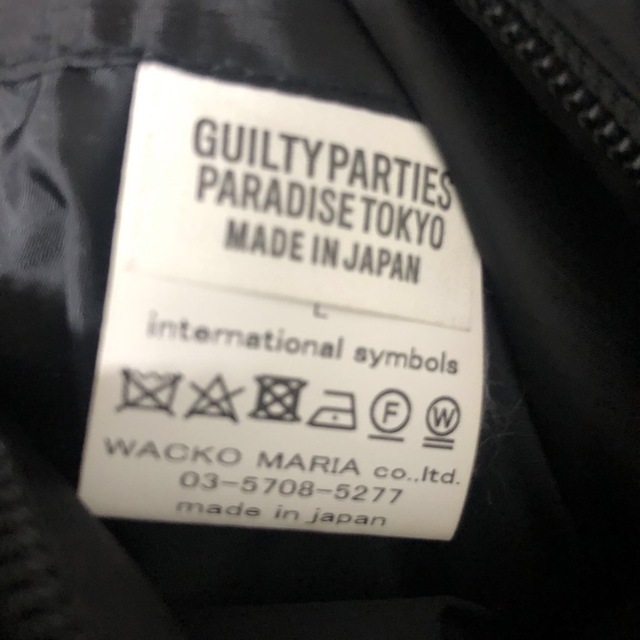 GUILTY PARTIES
PARADISE TOKYO
MADE IN JAPAN
L
international symbols
F W
WACKO MARIA co.,ltd.
03-5708-5277
made in japan